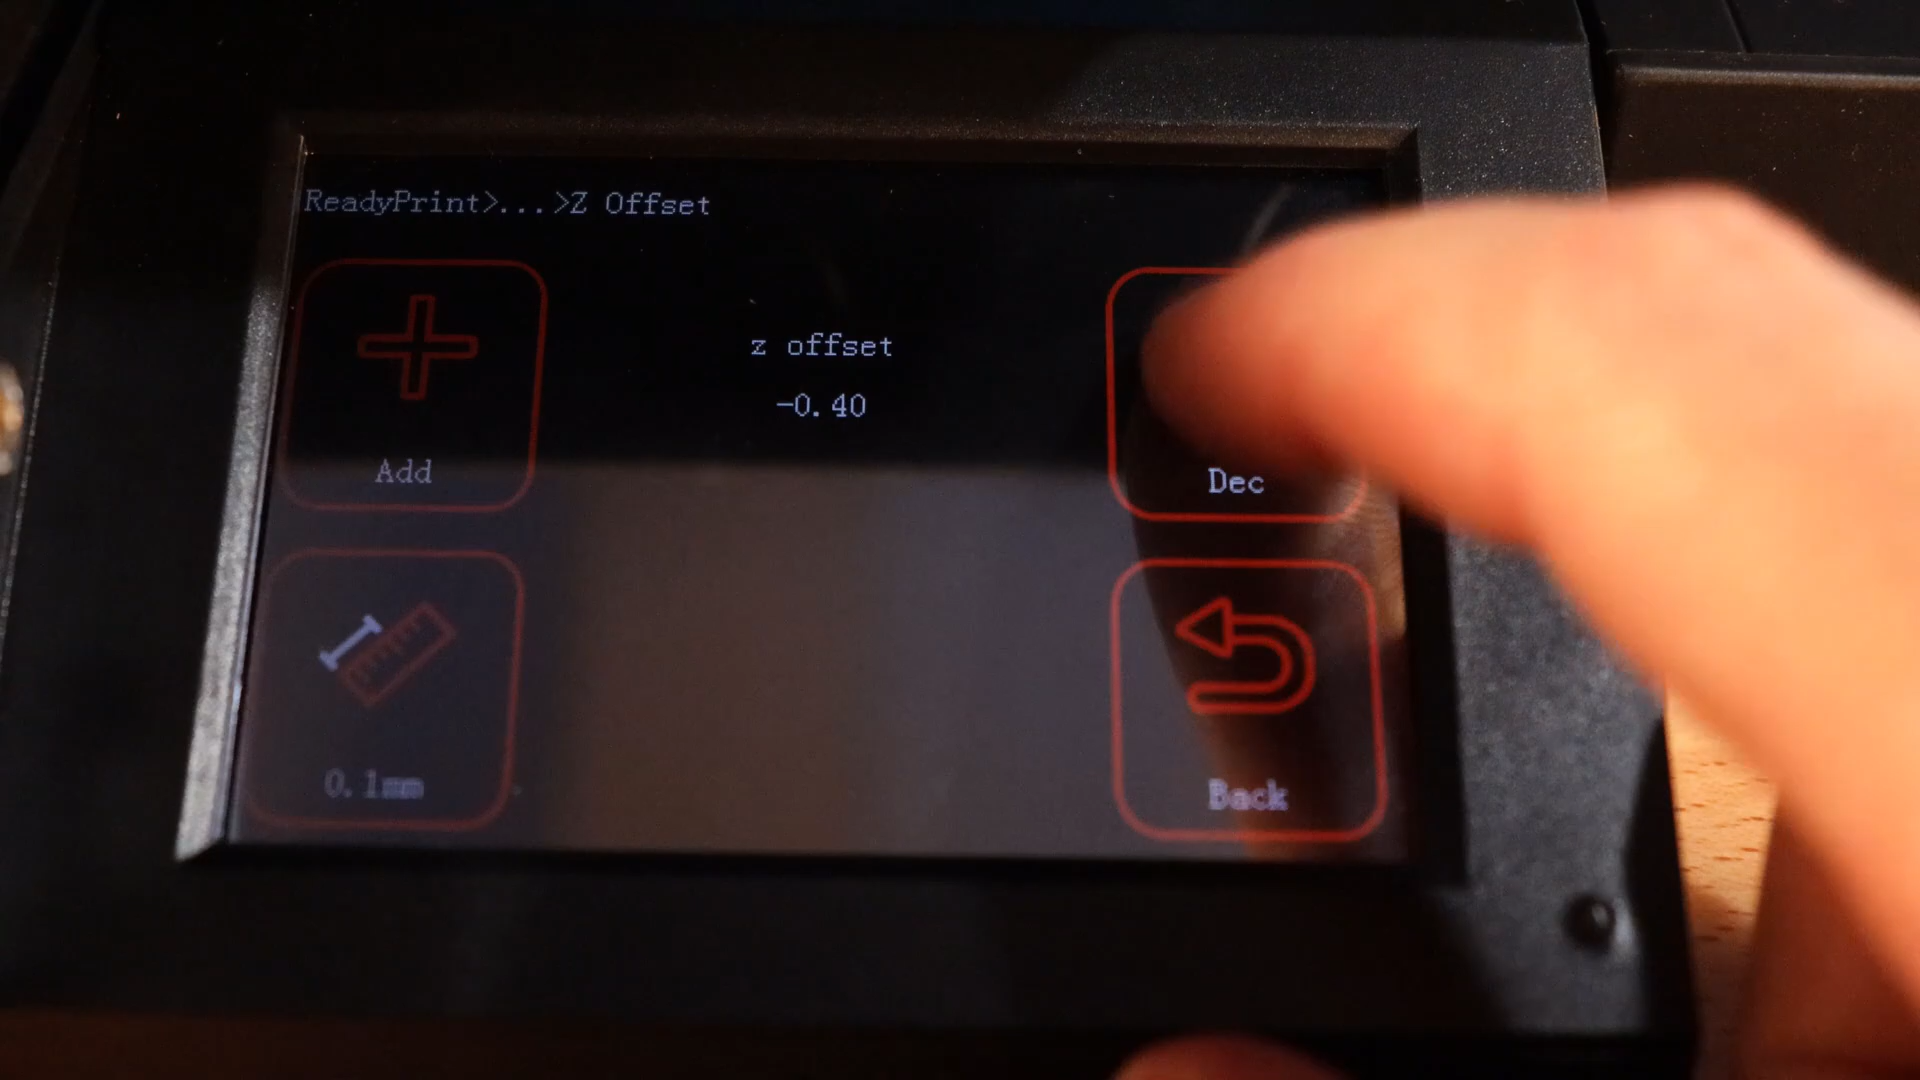 ReadyPrint>...>Z Offset
z offset
-0.40
Add
Dec
0.1mm
Back